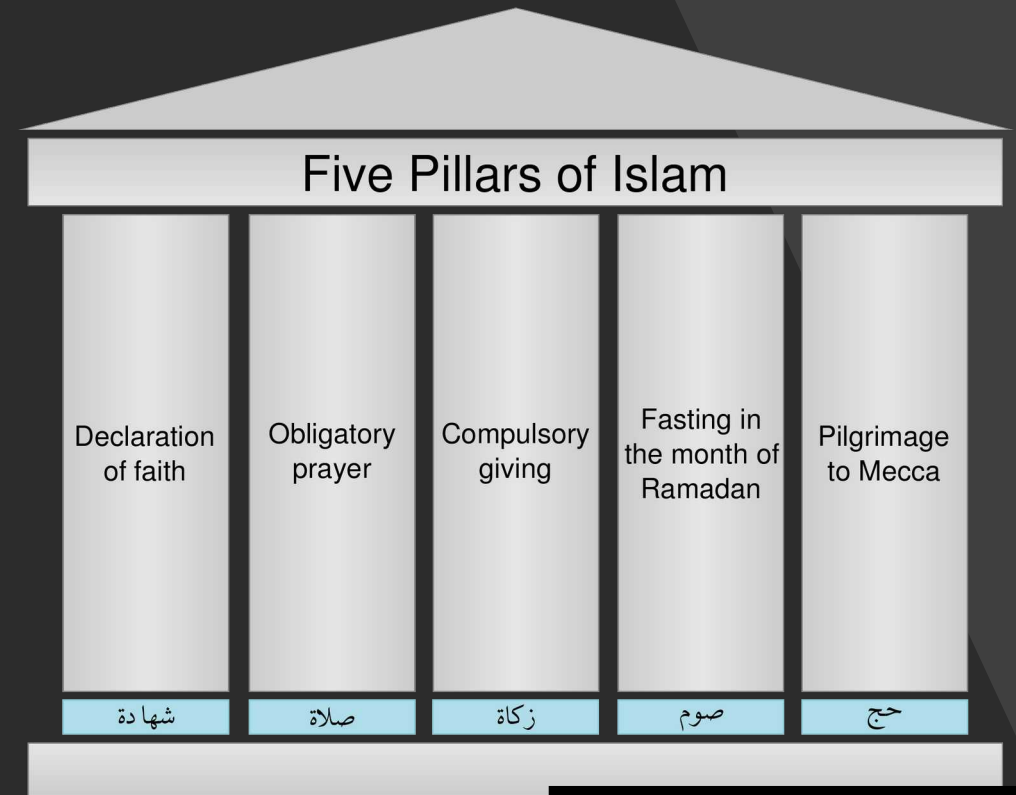 Five Pillars of Islam
Declaration
of faith
Obligatory
prayer
Compulsory
giving
Fasting in
the month of
Ramadan
Pilgrimage
to Mecca
شهادة
صلاة
زكاة
صوم
حج